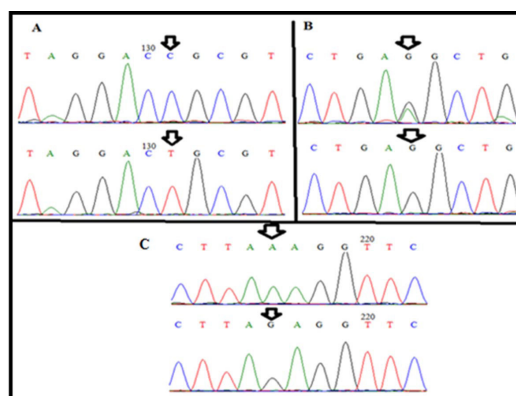 A
130
T A G G A C C G C G T
130
T A G G A C T G C G T
B
C T G A G G C T G
C T G A G G C T G
C
220
C T T A A A G G T T C
220
C T T A G A G G T T C